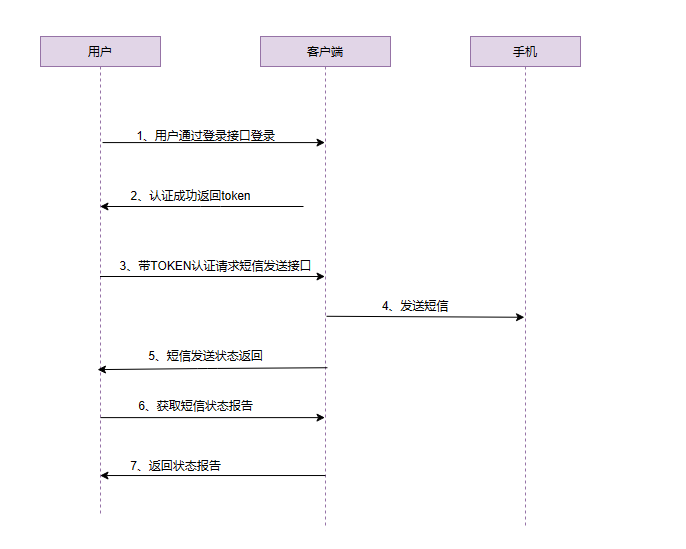 用户
客户端
手机
1、用户通过登录接口登录
2、认证成功返回token
3、带TOKEN认证请求短信发送接口
4、发送短信
5、短信发送状态返回
6、获取短信状态报告
7、返回状态报告